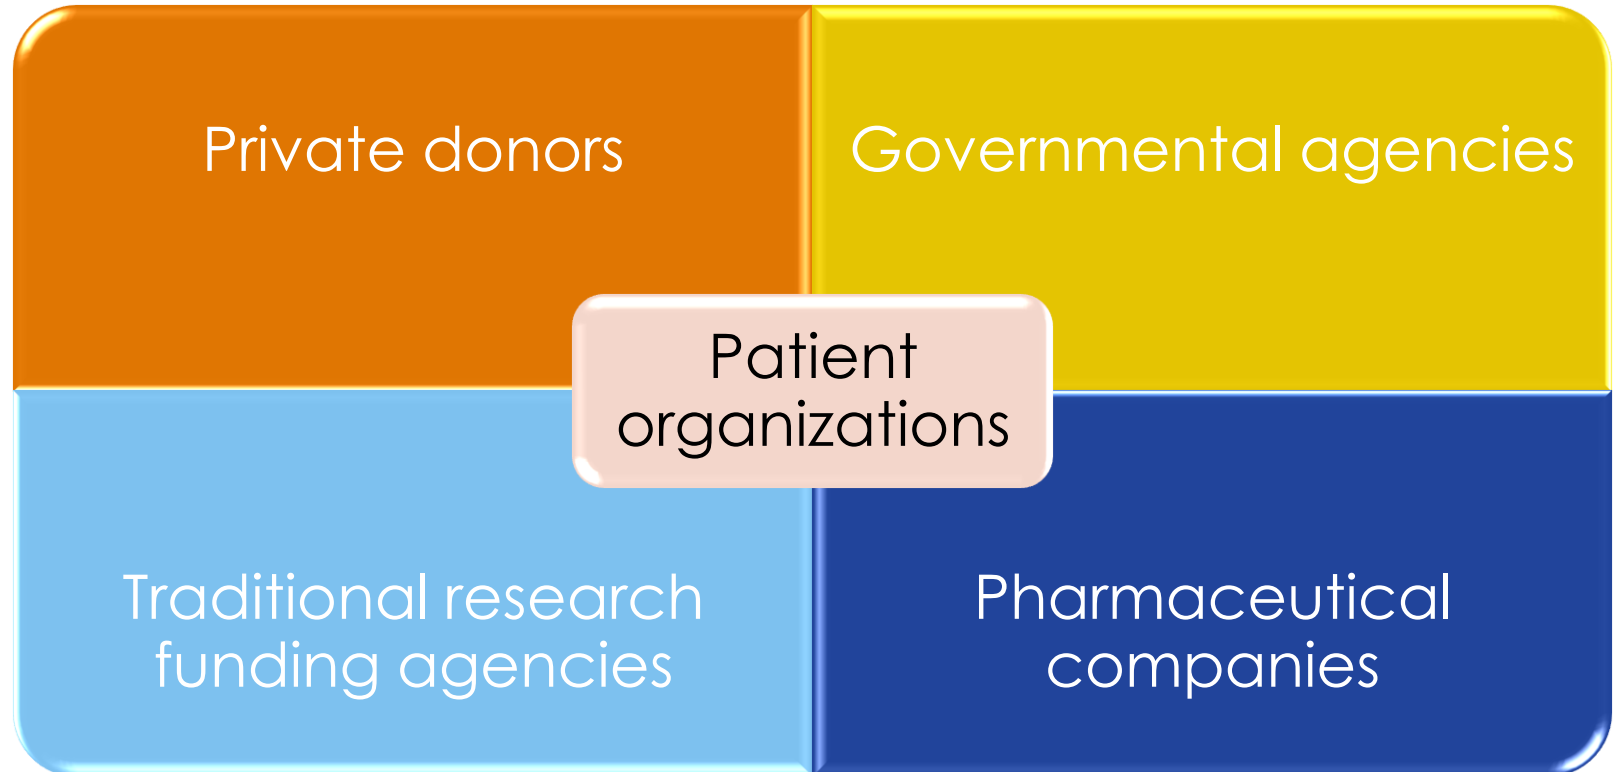 Private donors
Governmental agencies
Patient
organizations
Traditional research
funding agencies
Pharmaceutical
companies